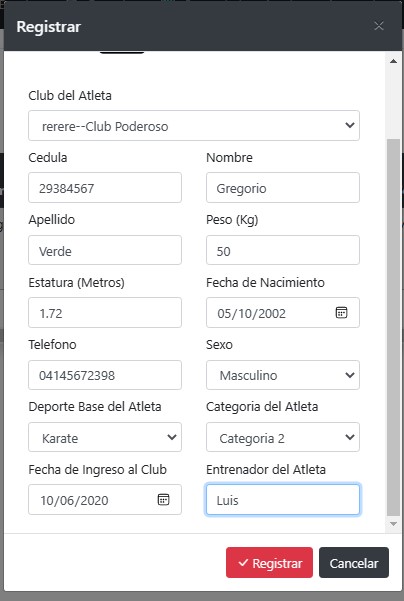 Registrar
Club del Atleta
rerere--Club Poderoso
Cedula Nombre
29384567 Gregorio
Apellido Peso (Kg)
Verde 50
Estatura (Metros) Fecha de Nacimiento
1.72 05/10/2002
Telefono Sexo
04145672398 Masculino
Deporte Base del Atleta Categoria del Atleta
Karate Categoria 2
Fecha de Ingreso al Club Entrenador del Atleta
10/06/2020 Luis
Registrar Cancelar